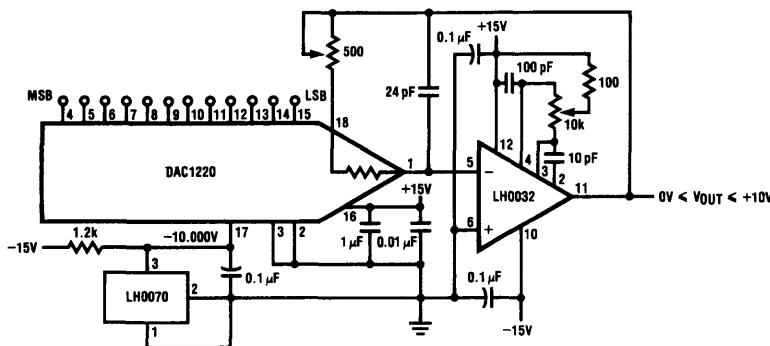 0.1 μF
+15V
500
100 pF
100
24 pF
10k
MSB
LSB
4 5 6 7 8 9 10 11 12 13 14 15
18
12
4
3
10 pF
2
DAC1220
1
5
−
LH0032
11
0V < VOUT < +10V
+15V
16
6
+
10
1.2k
−10.000V
17
3 2
1 μF
0.01 μF
−15V
3
0.1 μF
0.1 μF
LH0070
2
−15V
1